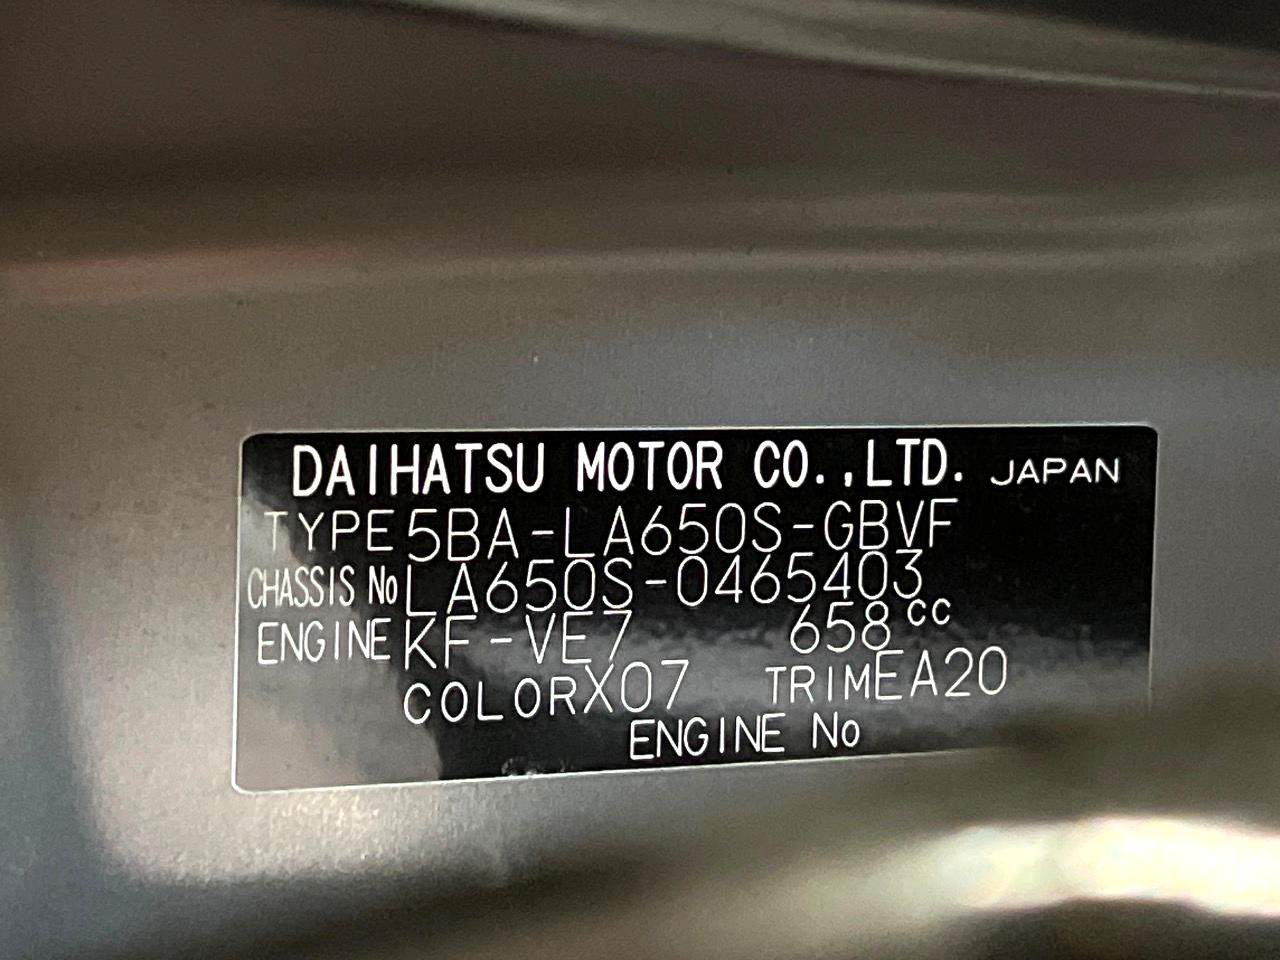 DAIHATSU MOTOR CO.,LTD. JAPAN
TYPE 5BA-LA650S-GBVF
CHASSIS No LA650S-0465403
ENGINE KF-VE7 658cc
COLOR X07 TRIM EA20
ENGINE No